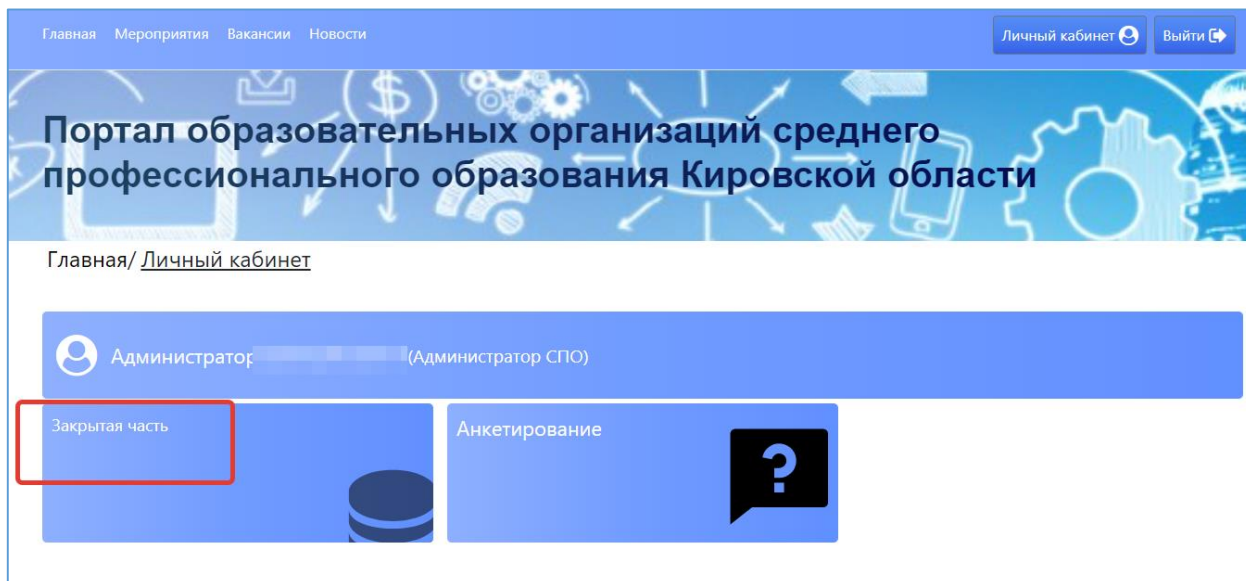 Главная Мероприятия Вакансии Новости Личный кабинет Выйти
Портал образовательных организаций среднего
профессионального образования Кировской области
Главная/ Личный кабинет
Администратор (Администратор СПО)
Закрытая часть Анкетирование
?